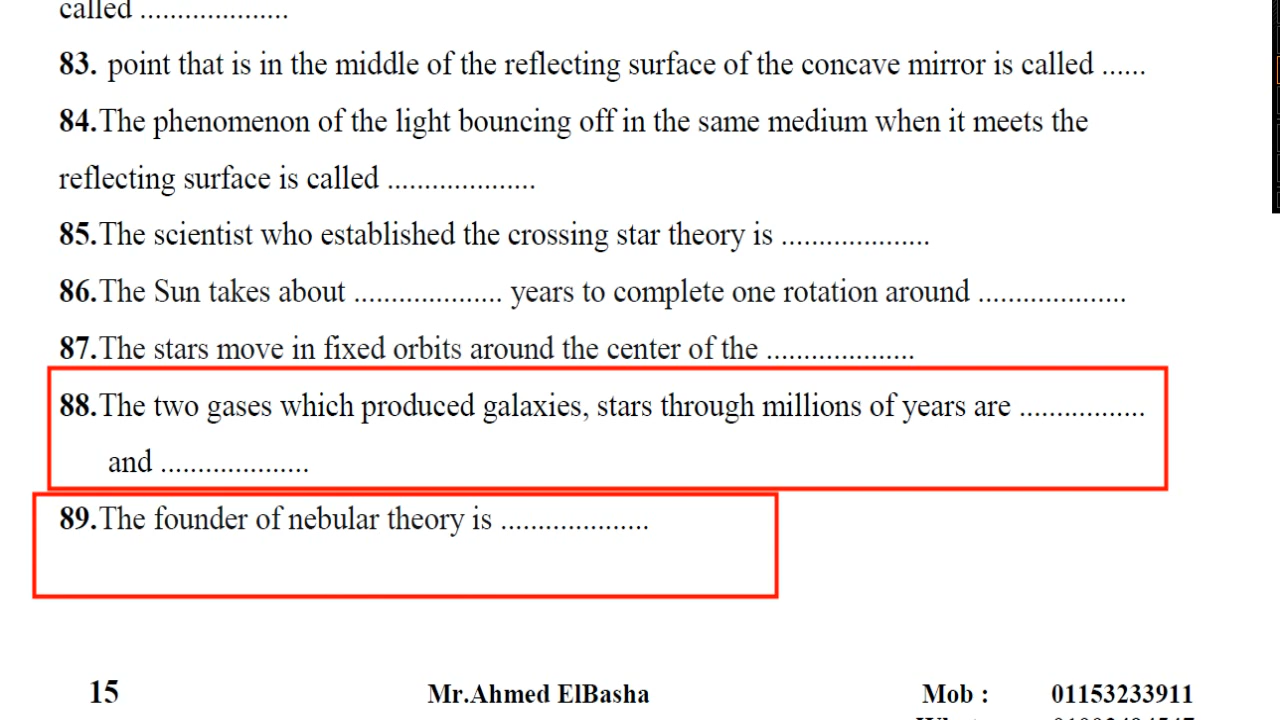 called ....................
83. point that is in the middle of the reflecting surface of the concave mirror is called ......
84.The phenomenon of the light bouncing off in the same medium when it meets the
reflecting surface is called ....................
85.The scientist who established the crossing star theory is ....................
86.The Sun takes about .................... years to complete one rotation around ....................
87.The stars move in fixed orbits around the center of the ....................
88.The two gases which produced galaxies, stars through millions of years are .................
and ....................
89.The founder of nebular theory is ....................
15 Mr.Ahmed ElBasha Mob : 01153233911